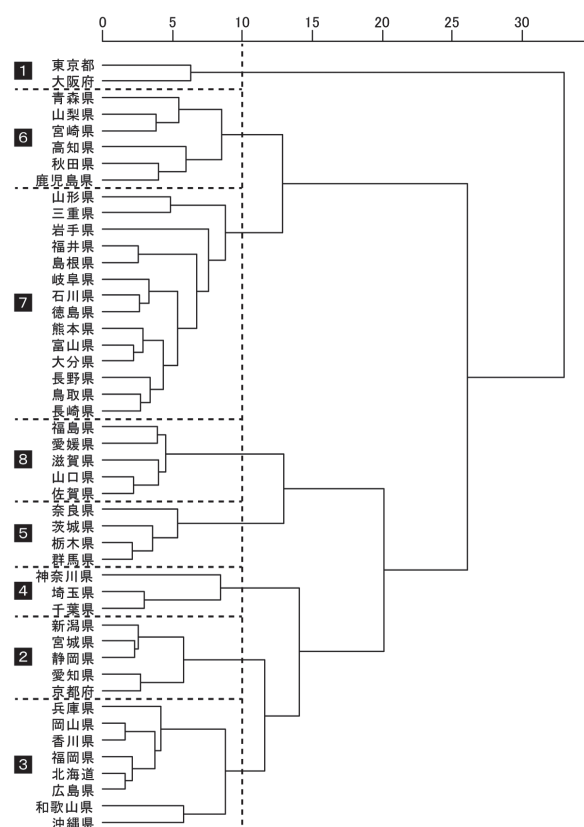 0 5 10 15 20 25 30
1
東京都
大阪府
青森県
山梨県
宮崎県
6
高知県
秋田県
鹿児島県
山形県
三重県
岩手県
福井県
島根県
岐阜県
7
石川県
徳島県
熊本県
富山県
大分県
長野県
鳥取県
長崎県
福島県
愛媛県
8
滋賀県
山口県
佐賀県
奈良県
5
茨城県
栃木県
群馬県
神奈川県
4
埼玉県
千葉県
新潟県
宮城県
2
静岡県
愛知県
京都府
兵庫県
岡山県
香川県
3
福岡県
北海道
広島県
和歌山県
沖縄県